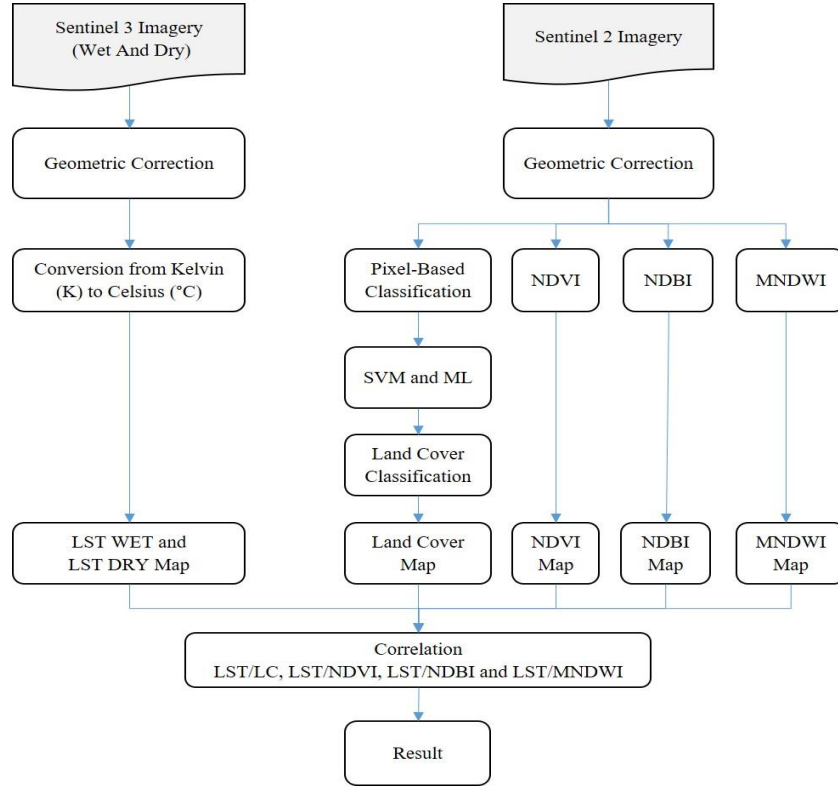 Sentinel 3 Imagery
(Wet And Dry)
Sentinel 2 Imagery
Geometric Correction
Geometric Correction
Conversion from Kelvin
(K) to Celsius (°C)
Pixel-Based
Classification
NDVI
NDBI
MNDWI
SVM and ML
Land Cover
Classification
LST WET and
LST DRY Map
Land Cover
Map
NDVI
Map
NDBI
Map
MNDWI
Map
Correlation
LST/LC, LST/NDVI, LST/NDBI and LST/MNDWI
Result